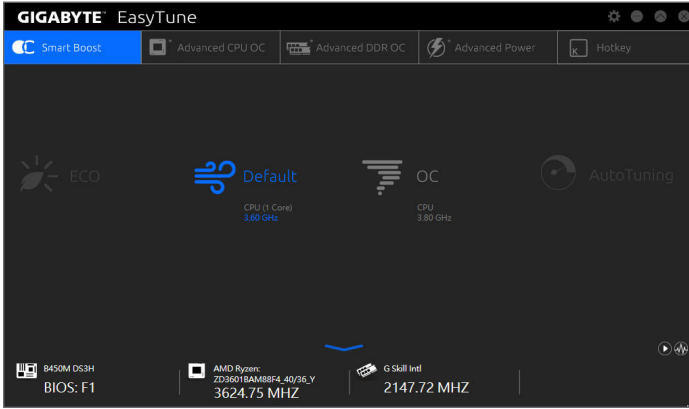 GIGABYTE™ EasyTune
Smart Boost
Advanced CPU OC
Advanced DDR OC
Advanced Power
K
Hotkey
ECO
Default
OC
AutoTuning
CPU (1 Core)
3.60 GHz
CPU
3.80 GHz
B450M DS3H
BIOS: F1
AMD Ryzen:
ZD3601BAM88F4_40/36_Y
3624.75 MHZ
G Skill Intl
2147.72 MHZ